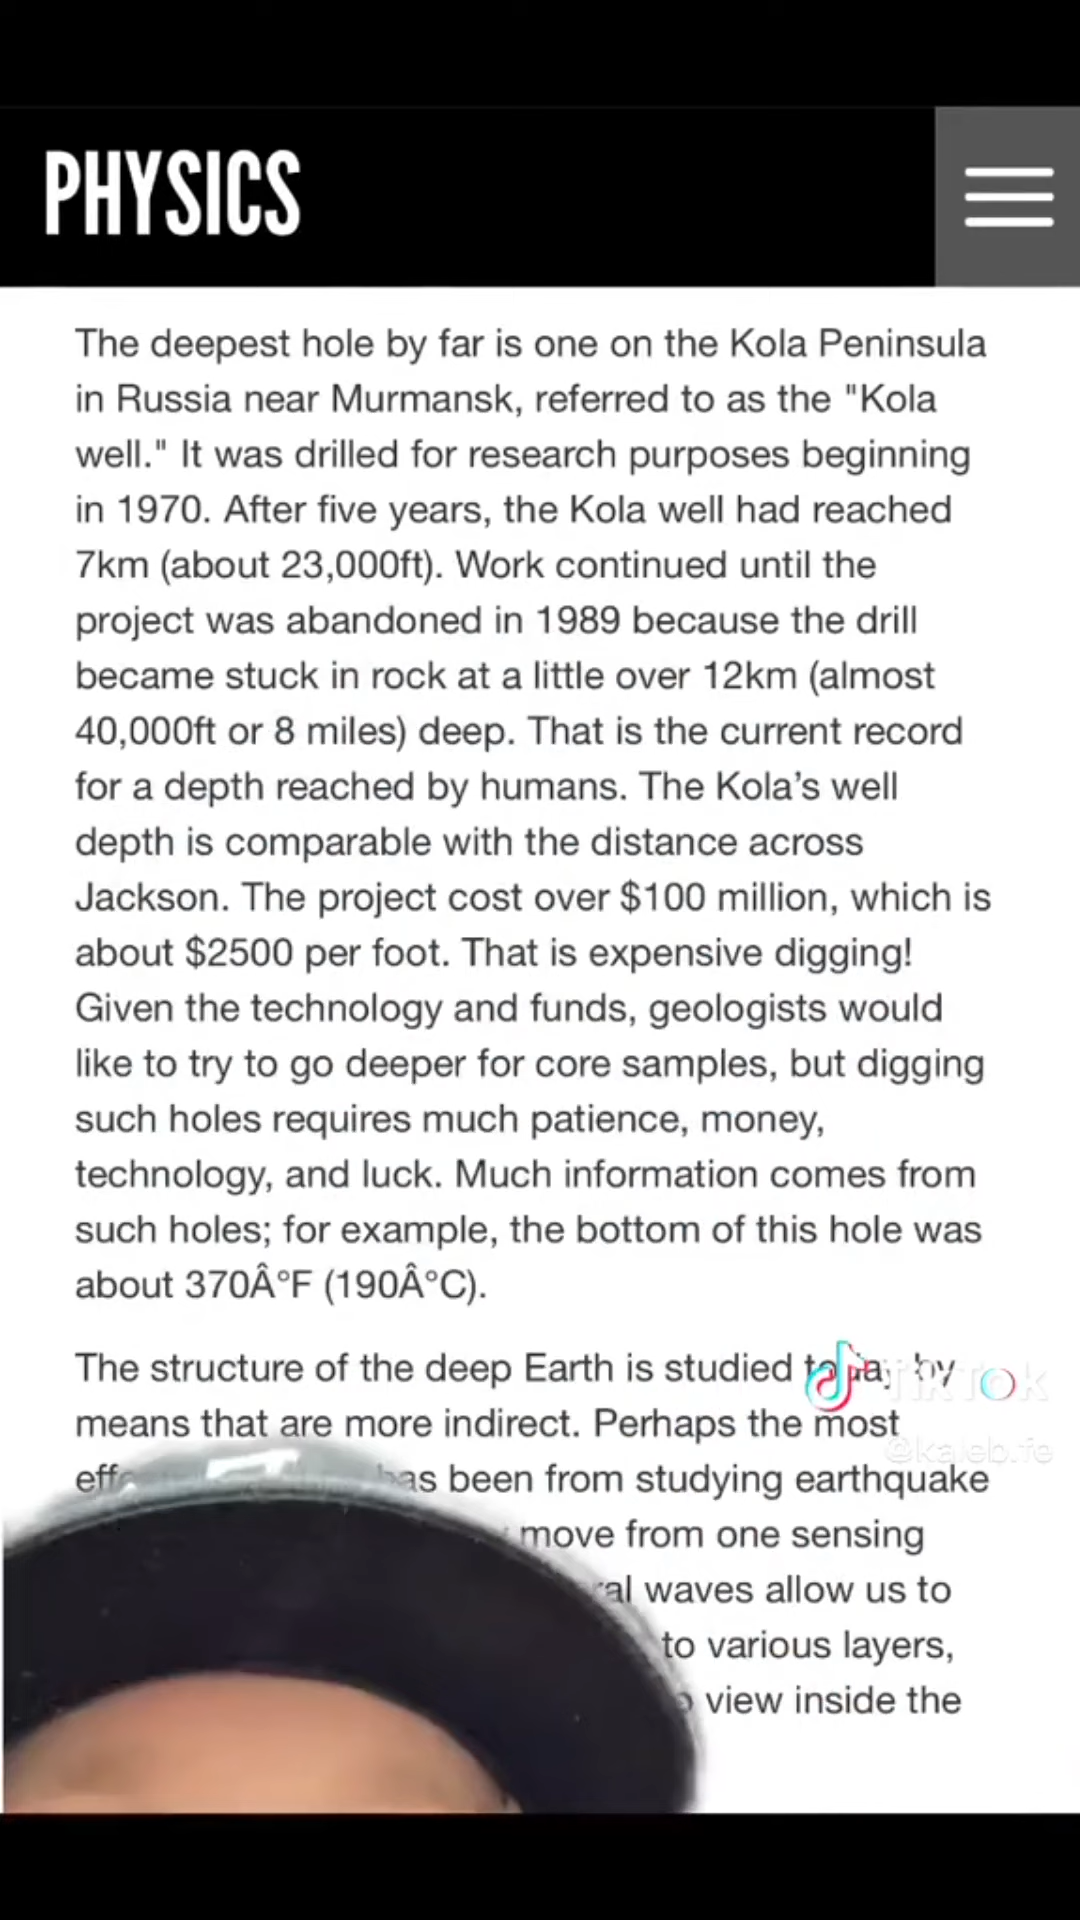 PHYSICS
The deepest hole by far is one on the Kola Peninsula
in Russia near Murmansk, referred to as the "Kola
well." It was drilled for research purposes beginning
in 1970. After five years, the Kola well had reached
7km (about 23,000ft). Work continued until the
project was abandoned in 1989 because the drill
became stuck in rock at a little over 12km (almost
40,000ft or 8 miles) deep. That is the current record
for a depth reached by humans. The Kola’s well
depth is comparable with the distance across
Jackson. The project cost over $100 million, which is
about $2500 per foot. That is expensive digging!
Given the technology and funds, geologists would
like to try to go deeper for core samples, but digging
such holes requires much patience, money,
technology, and luck. Much information comes from
such holes; for example, the bottom of this hole was
about 370Â°F (190Â°C).
The structure of the deep Earth is studied by
means that are more indirect. Perhaps the most
has been from studying earthquake
move from one sensing
waves allow us to
to various layers,
view inside the
TikTok
@kaleb.fe